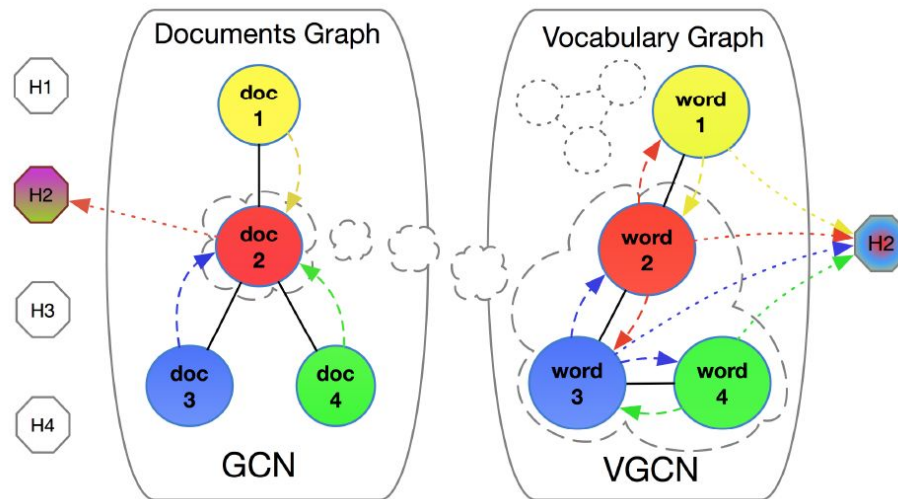 Documents Graph
Vocabulary Graph
H1
H2
H3
H4
doc
1
doc
2
doc
3
doc
4
GCN
word
1
word
2
word
3
word
4
VGCN
H2